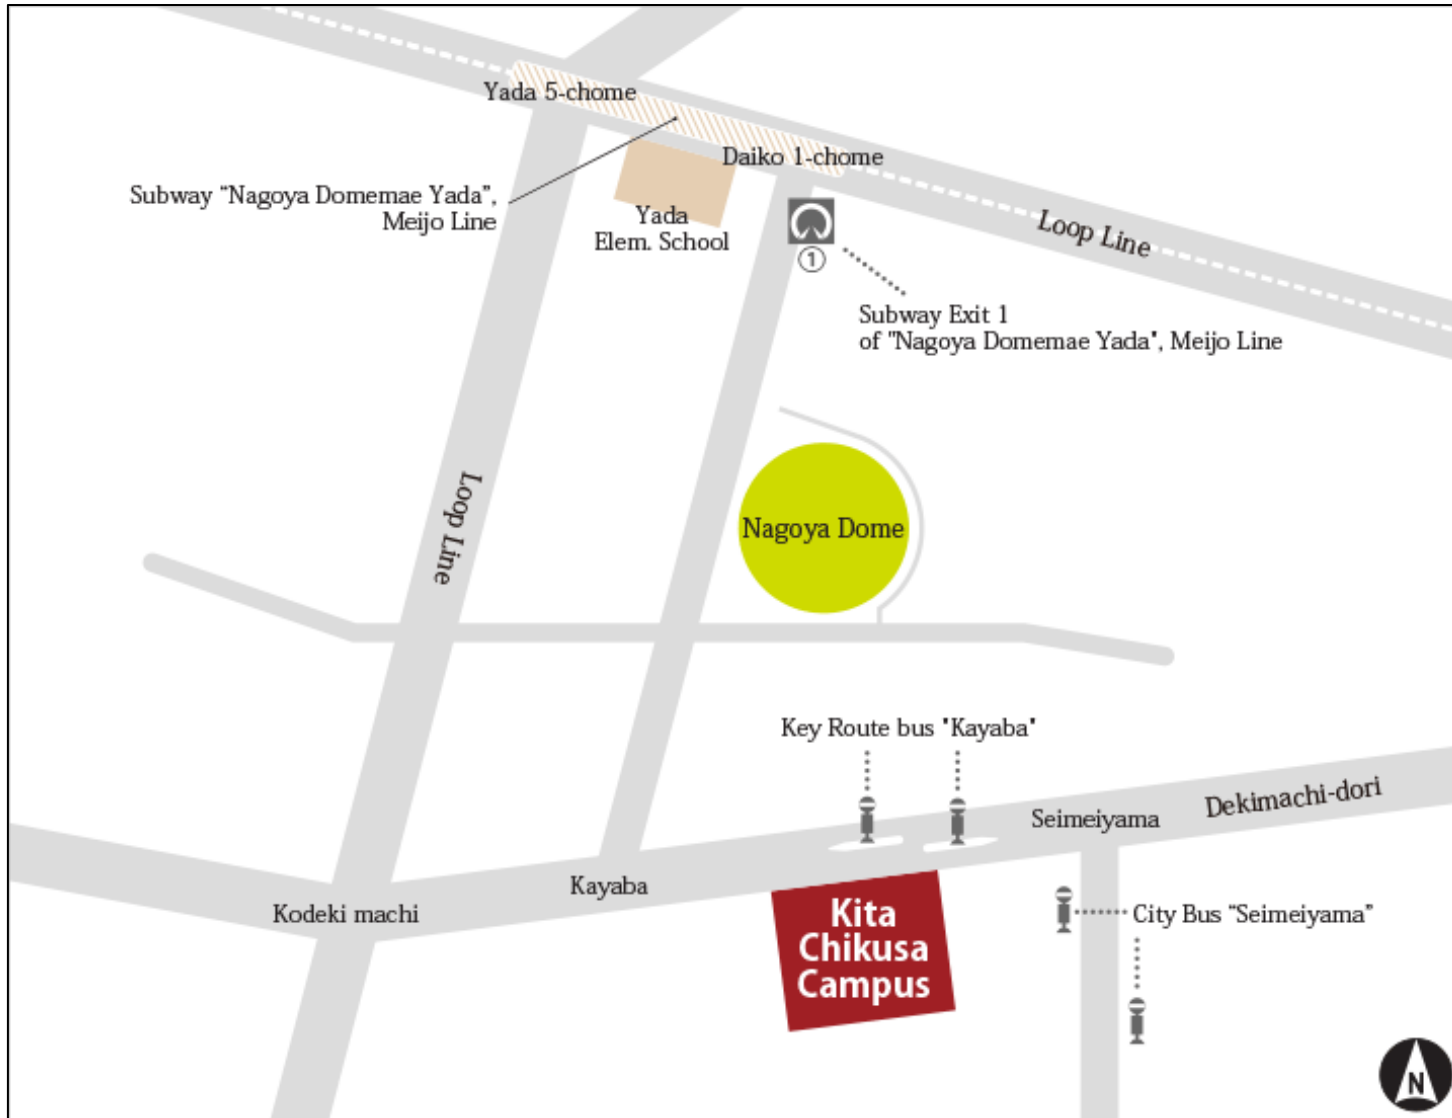 Yada 5-chome
Daiko 1-chome
Subway “Nagoya Domemae Yada”,
Meijo Line
Yada
Elem. School
Loop Line
1
Subway Exit 1
of "Nagoya Domemae Yada", Meijo Line
Loop Line
Nagoya Dome
Key Route bus "Kayaba"
Dekimachi-dori
Seimeiyama
Kayaba
Kodeki machi
Kita
Chikusa
Campus
City Bus “Seimeiyama”
N